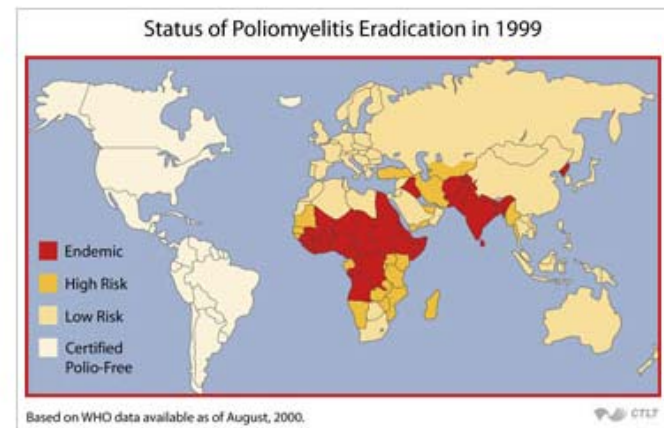 Status of Poliomyelitis Eradication in 1999
Endemic
High Risk
Low Risk
Certified
Polio-Free
Based on WHO data available as of August, 2000.
CTLT